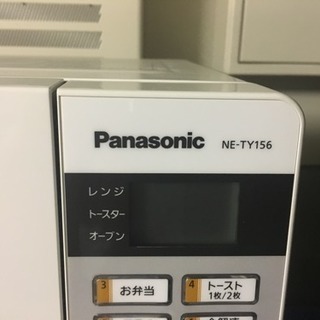 Panasonic NE-TY156
レンジ
トースター
オーブン
3 お弁当
4 トースト
1枚/2枚